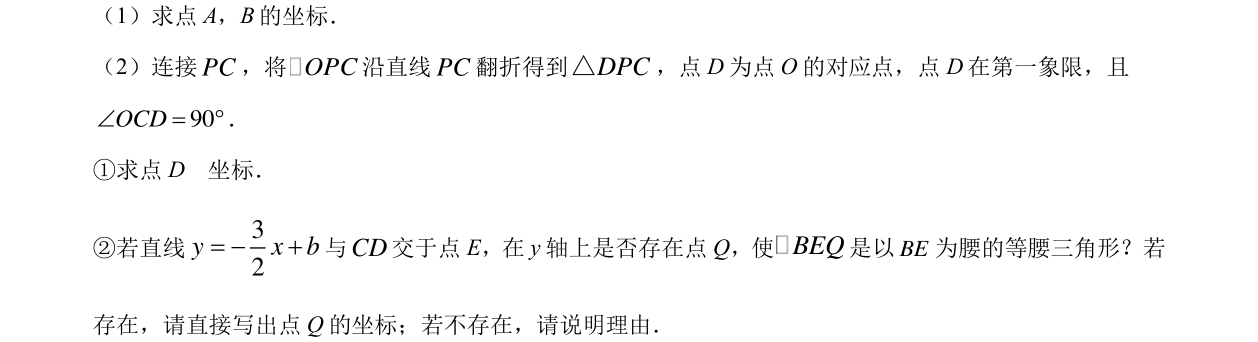 （1）求点 A，B 的坐标．
（2）连接 PC，将□OPC 沿直线 PC 翻折得到△DPC，点 D 为点 O 的对应点，点 D 在第一象限，且
∠OCD=90°．
①求点 D 坐标．
②若直线 y=-3/2x+b 与 CD 交于点 E，在 y 轴上是否存在点 Q，使□BEQ 是以 BE 为腰的等腰三角形？若
存在，请直接写出点 Q 的坐标；若不存在，请说明理由．